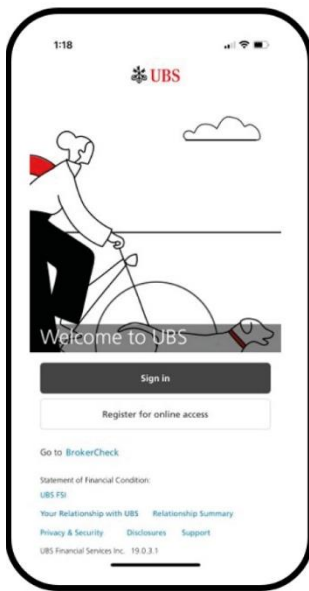 1:18
UBS
Welcome to UBS
Sign in
Register for online access
Go to BrokerCheck
Statement of Financial Condition:
UBS FSI
Your Relationship with UBS Relationship Summary
Privacy & Security Disclosures Support
UBS Financial Services Inc. 19.0.3.1